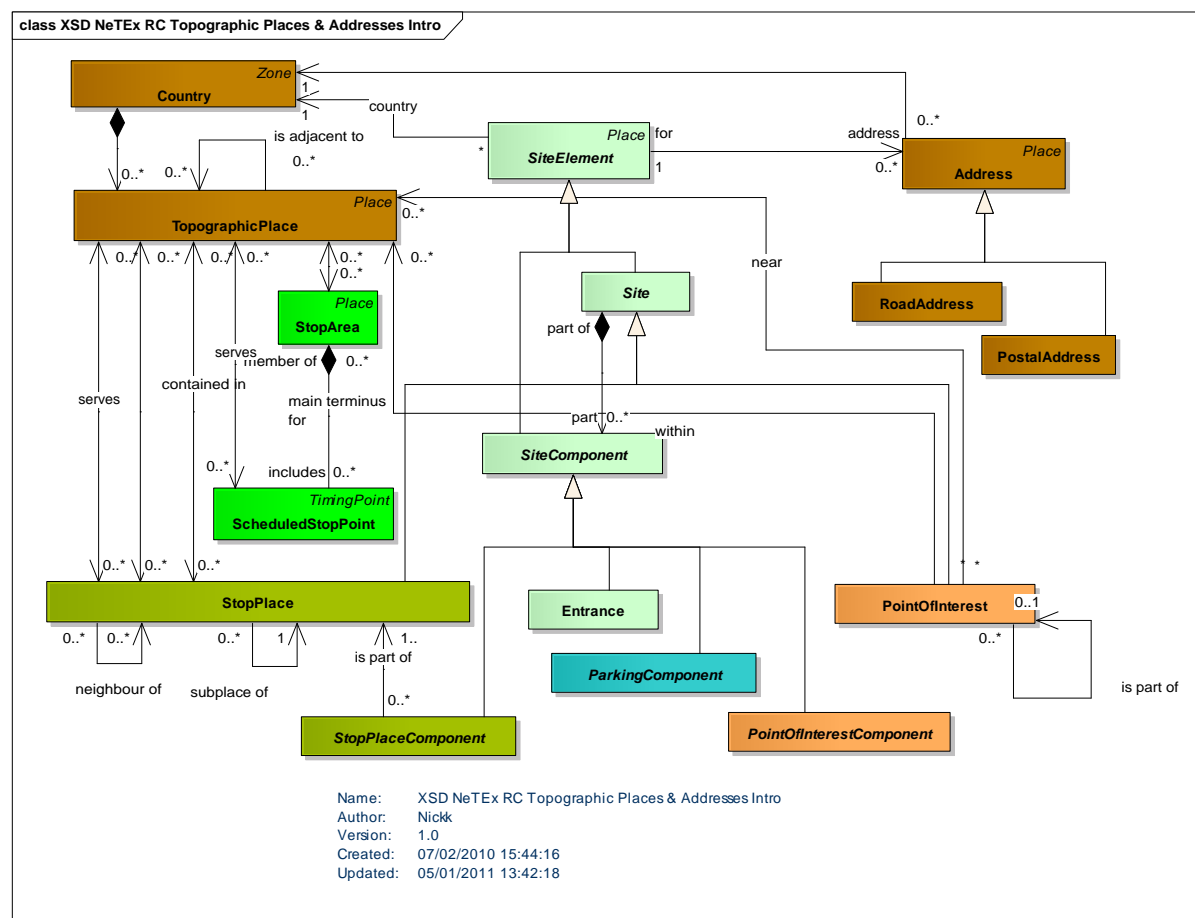 class XSD NeTEx RC Topographic Places & Addresses Intro
Zone
Country
1
1
country
is adjacent to
0..*
0..*
0..*
Place
SiteElement
*
for
1
address
0..*
0..*
Place
Address
Place
TopographicPlace
0..*
0..*
0..*
0..*
0..*
0..*
0..*
0..*
near
Place
StopArea
Site
part of
RoadAddress
PostalAddress
serves
member of
0..*
contained in
serves
main terminus
for
part
0..*
within
SiteComponent
0..*
includes
0..*
TimingPoint
ScheduledStopPoint
0..*
0..*
0..*
*
*
StopPlace
Entrance
PointOfInterest
0..1
0..*
0..*
0..*
1
1..
is part of
neighbour of
subplace of
ParkingComponent
is part of
0..*
StopPlaceComponent
PointOfInterestComponent
Name: XSD NeTEx RC Topographic Places & Addresses Intro
Author: Nickk
Version: 1.0
Created: 07/02/2010 15:44:16
Updated: 05/01/2011 13:42:18